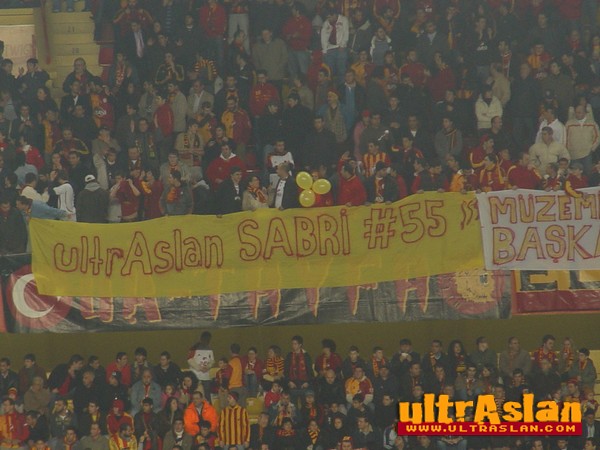 ultrAslan SABRİ #55
MÜZEM
BAŞKA
ultrAslan
WWW.ULTRASLAN.COM